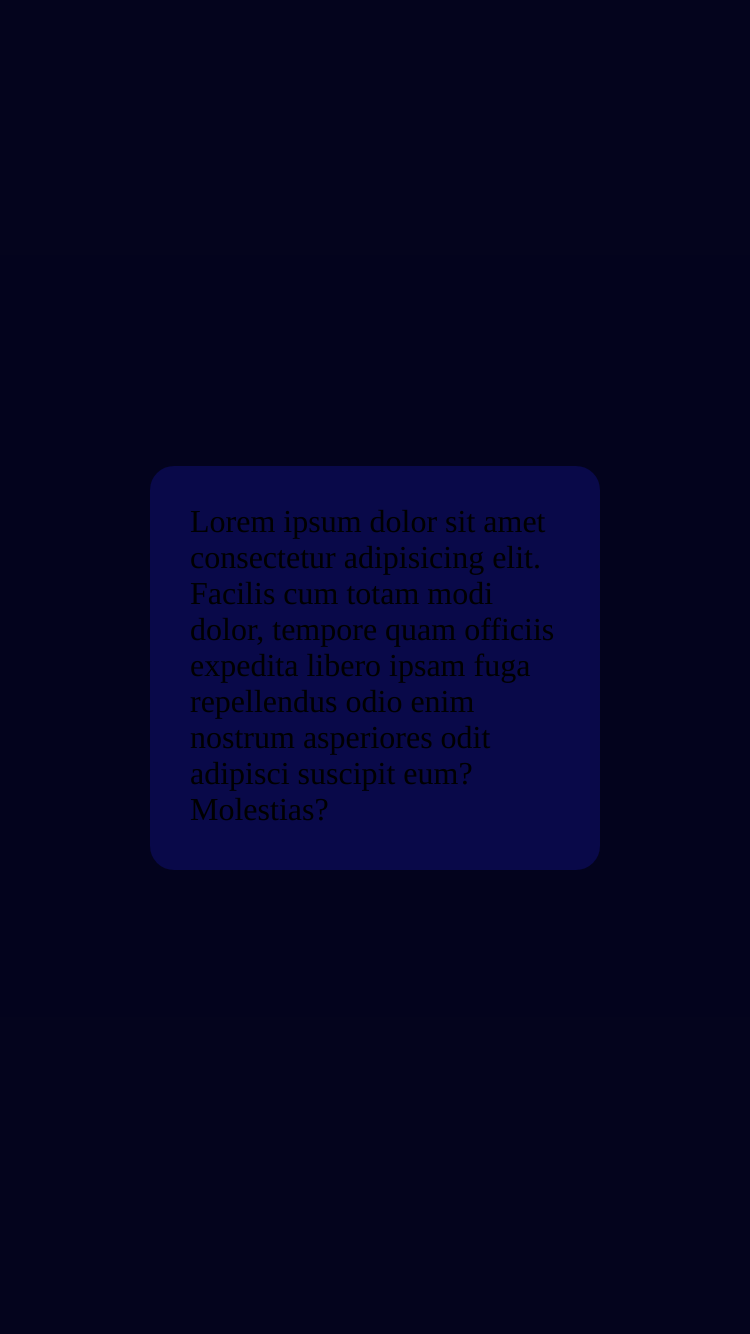 Lorem ipsum dolor sit amet
consectetur adipisicing elit.
Facilis cum totam modi
dolor, tempore quam officiis
expedita libero ipsam fuga
repellendus odio enim
nostrum asperiores odit
adipisci suscipit eum?
Molestias?